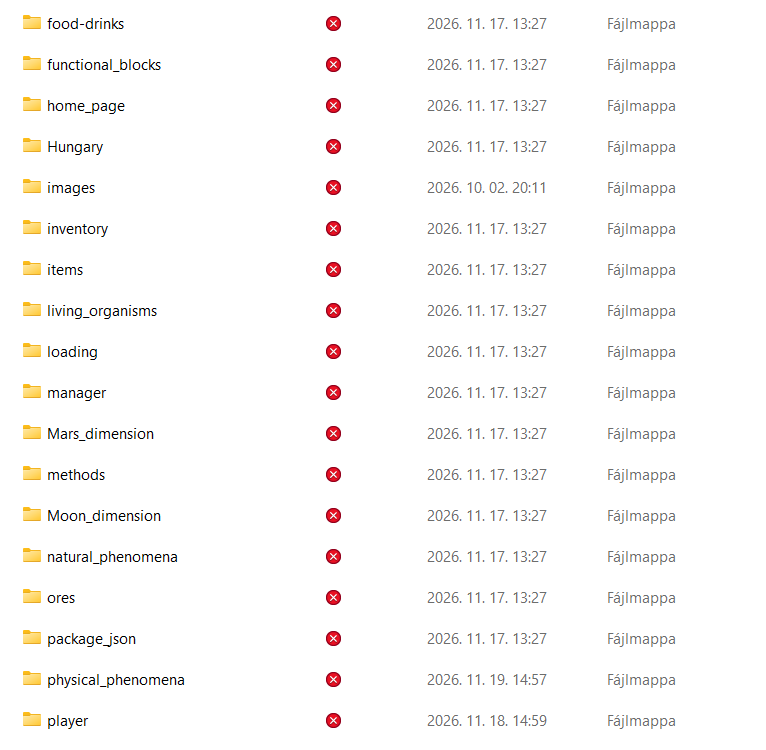 food-drinks 2026. 11. 17. 13:27 Fájlmappa
functional_blocks 2026. 11. 17. 13:27 Fájlmappa
home_page 2026. 11. 17. 13:27 Fájlmappa
Hungary 2026. 11. 17. 13:27 Fájlmappa
images 2026. 10. 02. 20:11 Fájlmappa
inventory 2026. 11. 17. 13:27 Fájlmappa
items 2026. 11. 17. 13:27 Fájlmappa
living_organisms 2026. 11. 17. 13:27 Fájlmappa
loading 2026. 11. 17. 13:27 Fájlmappa
manager 2026. 11. 17. 13:27 Fájlmappa
Mars_dimension 2026. 11. 17. 13:27 Fájlmappa
methods 2026. 11. 17. 13:27 Fájlmappa
Moon_dimension 2026. 11. 17. 13:27 Fájlmappa
natural_phenomena 2026. 11. 17. 13:27 Fájlmappa
ores 2026. 11. 17. 13:27 Fájlmappa
package_json 2026. 11. 17. 13:27 Fájlmappa
physical_phenomena 2026. 11. 19. 14:57 Fájlmappa
player 2026. 11. 18. 14:59 Fájlmappa